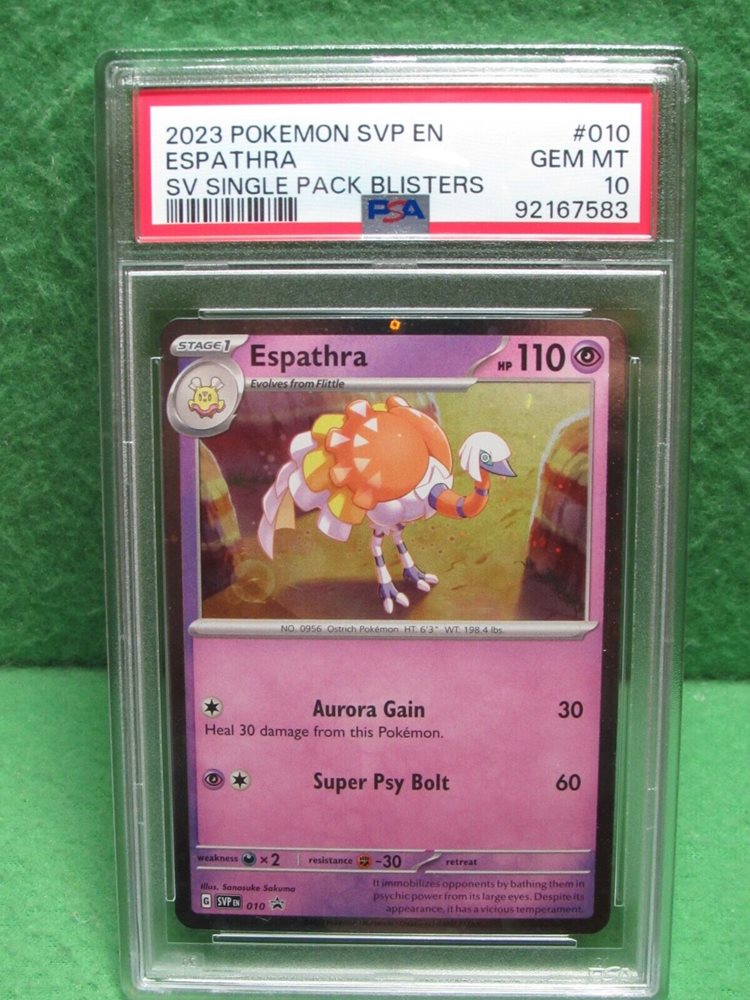 2023 POKEMON SVP EN #010
ESPATHRA GEM MT
SV SINGLE PACK BLISTERS 10
PSA 92167583
STAGE 1 Espathra HP 110
Evolves from Flittle
NO. 0956 Ostrich Pokémon HT: 6'3" WT: 198.4 lbs.
Aurora Gain 30
Heal 30 damage from this Pokémon.
Super Psy Bolt 60
weakness ×2 resistance -30 retreat
Illus. Sanosuke Sakuma
It immobilizes opponents by bathing them in
psychic power from its large eyes. Despite its
appearance, it has a vicious temperament.
G SVP EN 010
PSA